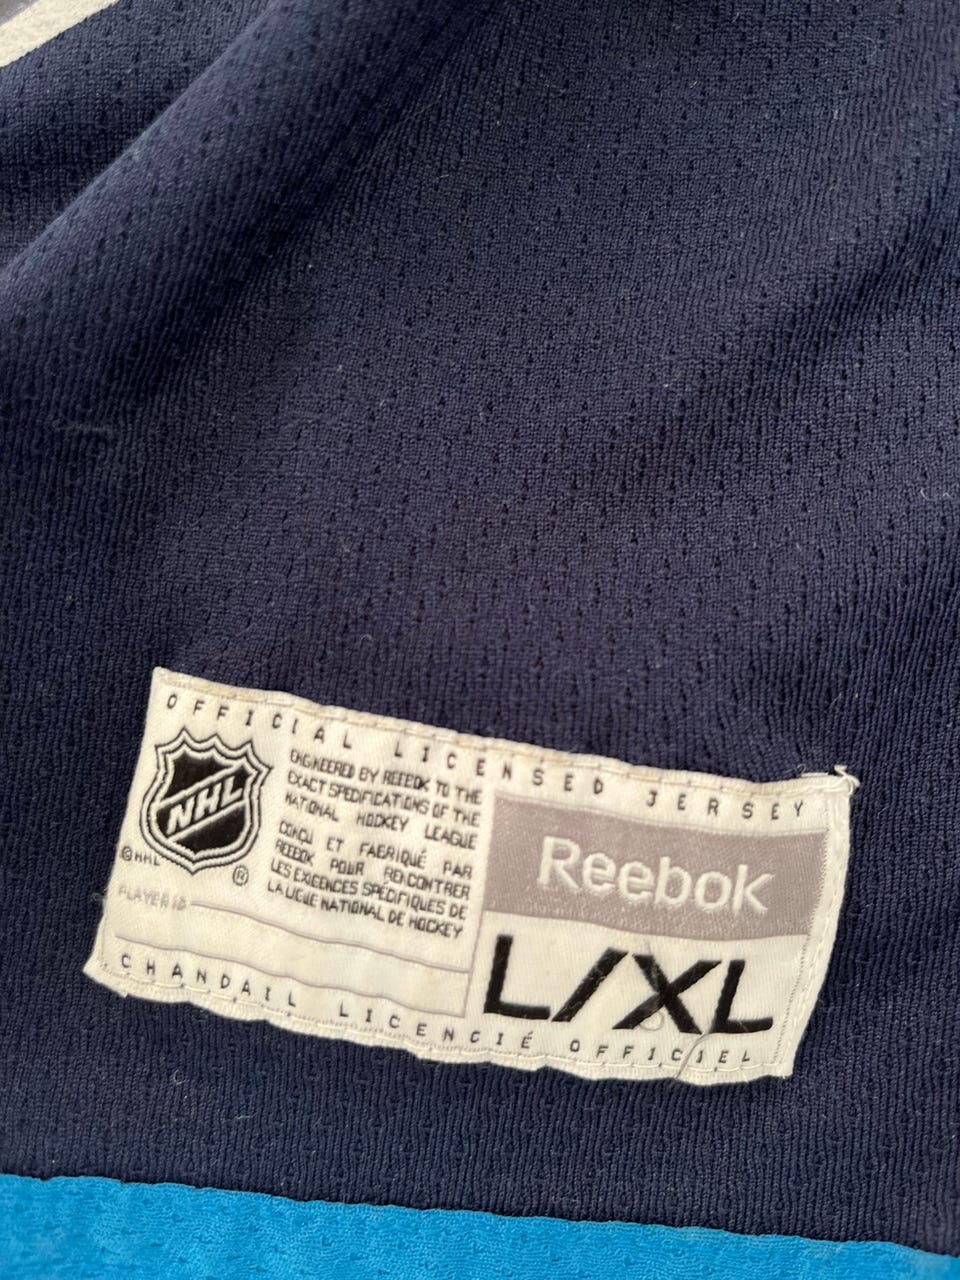 OFFICIAL LICENSED JERSEY
NHL
®
© NHL
ENGINEERED BY REEBOK TO THE
EXACT SPECIFICATIONS OF THE
NATIONAL HOCKEY LEAGUE
CONÇU ET FABRIQUÉ PAR
REEBOK POUR RENCONTRER
LES EXIGENCES SPÉCIFIQUES DE
LA LIGUE NATIONAL DE HOCKEY
PLAYER ID
Reebok
L/XL
CHANDAIL LICENCIÉ OFFICIEL